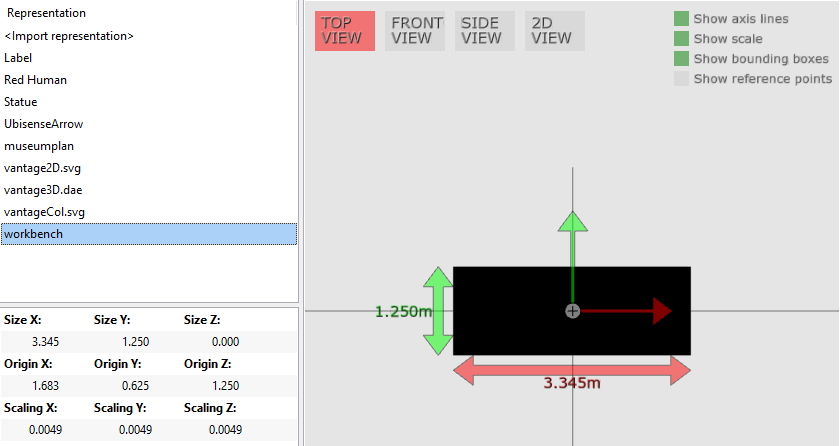 Representation
<Import representation>
Label
Red Human
Statue
UbisenseArrow
museumplan
vantage2D.svg
vantage3D.dae
vantageCol.svg
workbench
Size X: Size Y: Size Z:
3.345 1.250 0.000
Origin X: Origin Y: Origin Z:
1.683 0.625 1.250
Scaling X: Scaling Y: Scaling Z:
0.0049 0.0049 0.0049
TOP VIEW
FRONT VIEW
SIDE VIEW
2D VIEW
Show axis lines
Show scale
Show bounding boxes
Show reference points
1.250m
3.345m